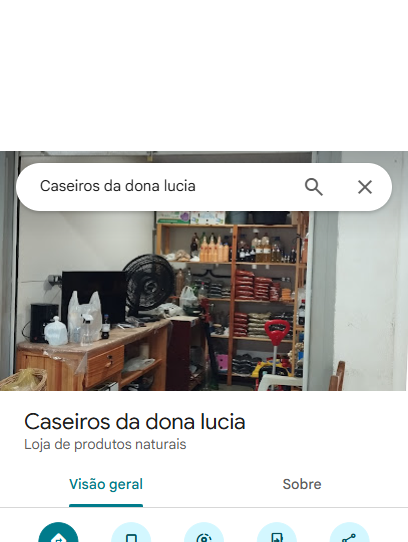 Caseiros da dona lucia
Caseiros da dona lucia
Loja de produtos naturais
Visão geral
Sobre